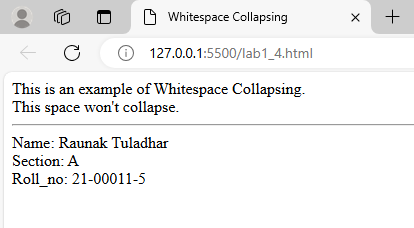 Whitespace Collapsing
127.0.0.1:5500/lab1_4.html
This is an example of Whitespace Collapsing.
This space won't collapse.
Name: Raunak Tuladhar
Section: A
Roll_no: 21-00011-5